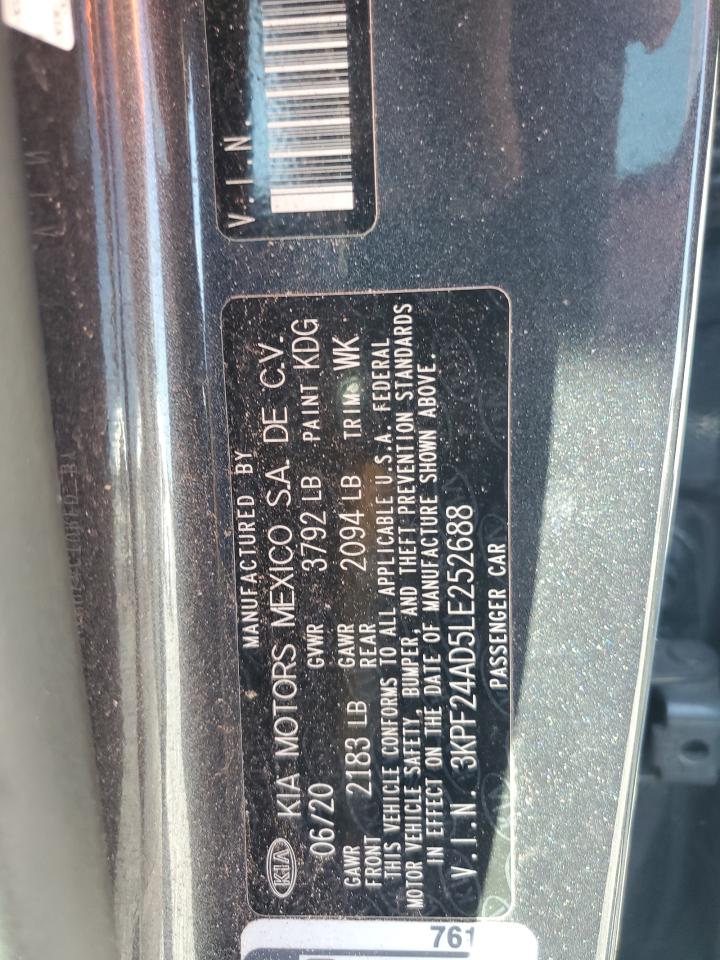 V.I.N.
MANUFACTURED BY
KIA KIA MOTORS MEXICO S.A. DE C.V.
06/20 GVWR 3792 LB PAINT KDG
GAWR FRONT 2183 LB GAWR REAR 2094 LB TRIM WK
THIS VEHICLE CONFORMS TO ALL APPLICABLE U.S.A. FEDERAL
MOTOR VEHICLE SAFETY, BUMPER, AND THEFT PREVENTION STANDARDS
IN EFFECT ON THE DATE OF MANUFACTURE SHOWN ABOVE.
V.I.N. 3KPF24AD5LE252688
PASSENGER CAR
761